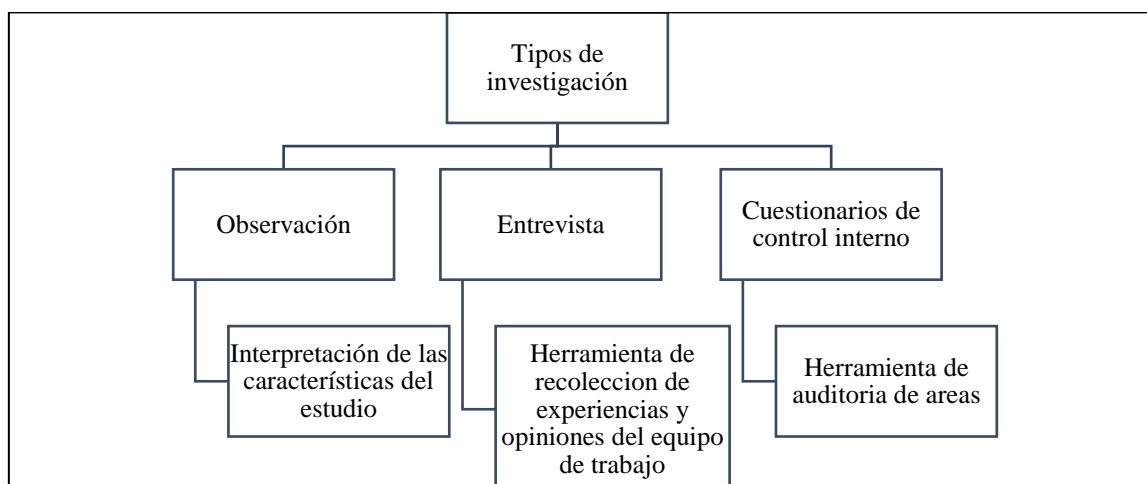 Tipos de
investigación
Observación
Interpretación de las
características del
estudio
Entrevista
Herramienta de
recoleccion de
experiencias y
opiniones del equipo
de trabajo
Cuestionarios de
control interno
Herramienta de
auditoria de areas